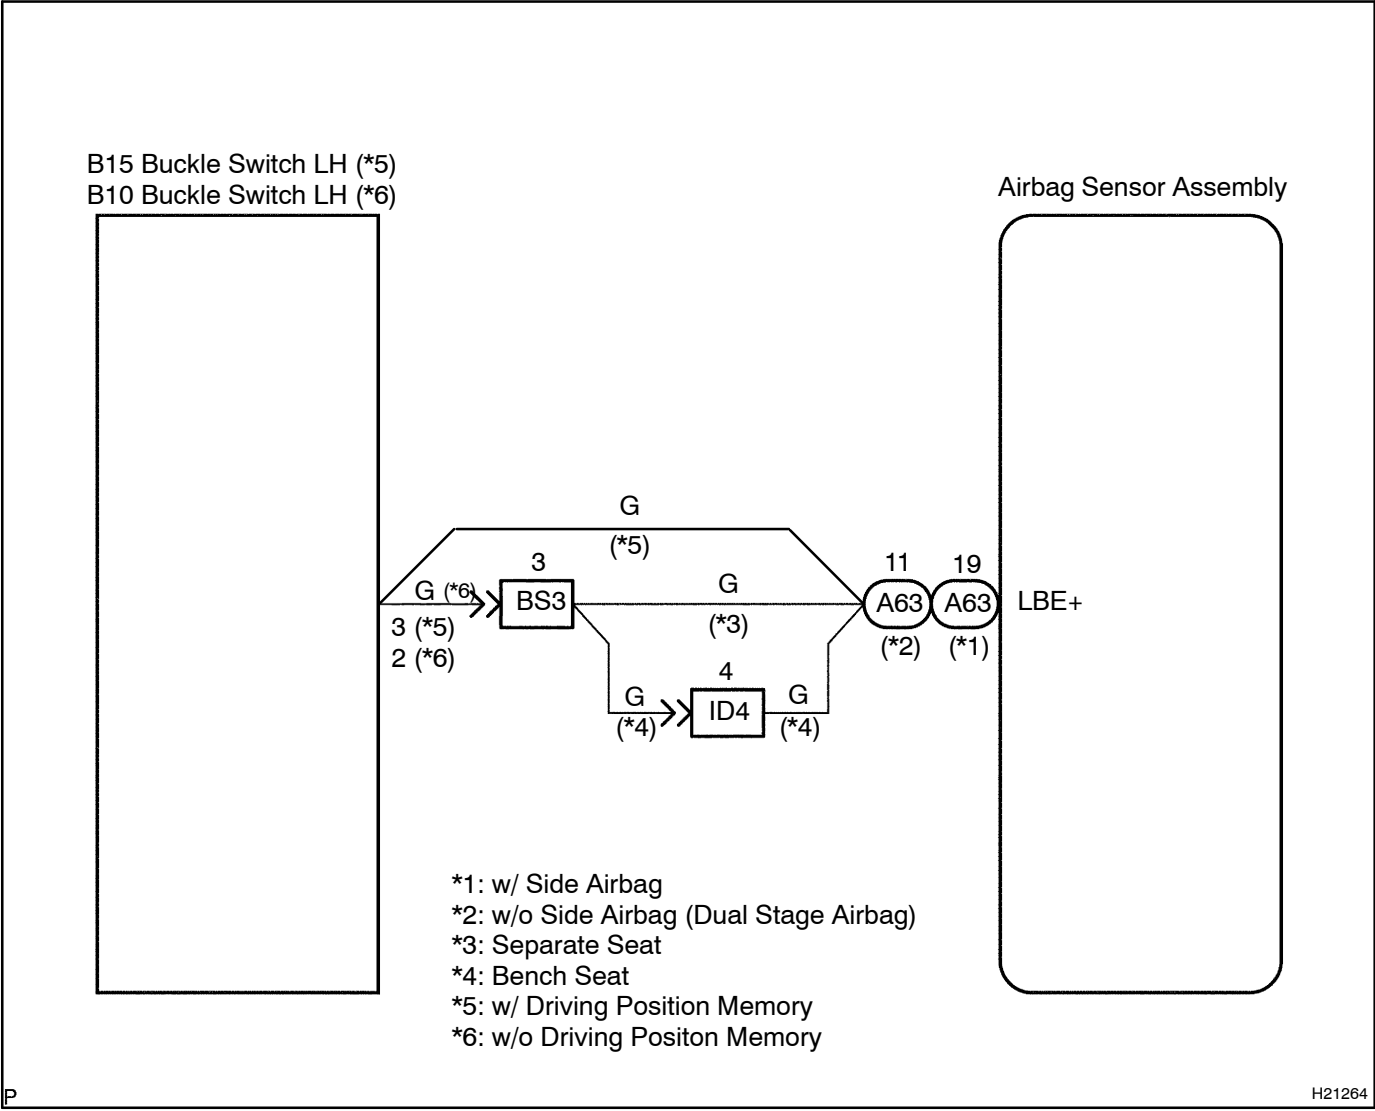 B15 Buckle Switch LH (*5)
B10 Buckle Switch LH (*6)
Airbag Sensor Assembly
G
(*5)
3
G (*6)
BS3
3 (*5)
2 (*6)
G
(*3)
11
19
A63
A63
LBE+
(*2)
(*1)
4
G
(*4)
ID4
G
(*4)
*1: w/ Side Airbag
*2: w/o Side Airbag (Dual Stage Airbag)
*3: Separate Seat
*4: Bench Seat
*5: w/ Driving Position Memory
*6: w/o Driving Positon Memory
P
H21264